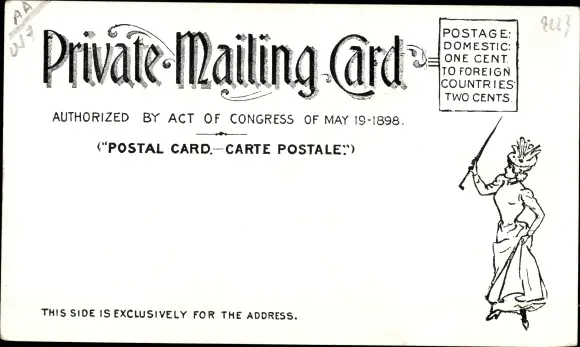 Private Mailing Card
AUTHORIZED BY ACT OF CONGRESS OF MAY 19-1898.
("POSTAL CARD.—CARTE POSTALE".)
POSTAGE:
DOMESTIC:
ONE CENT
TO FOREIGN
COUNTRIES
TWO CENTS.
THIS SIDE IS EXCLUSIVELY FOR THE ADDRESS.